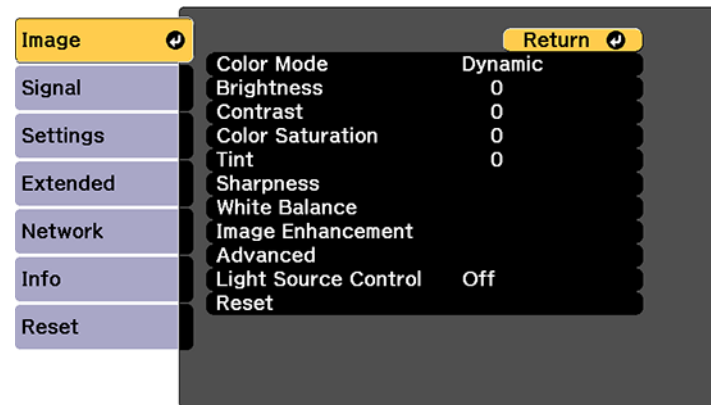 Image
Signal
Settings
Extended
Network
Info
Reset
Return
Color Mode Dynamic
Brightness 0
Contrast 0
Color Saturation 0
Tint 0
Sharpness
White Balance
Image Enhancement
Advanced
Light Source Control Off
Reset